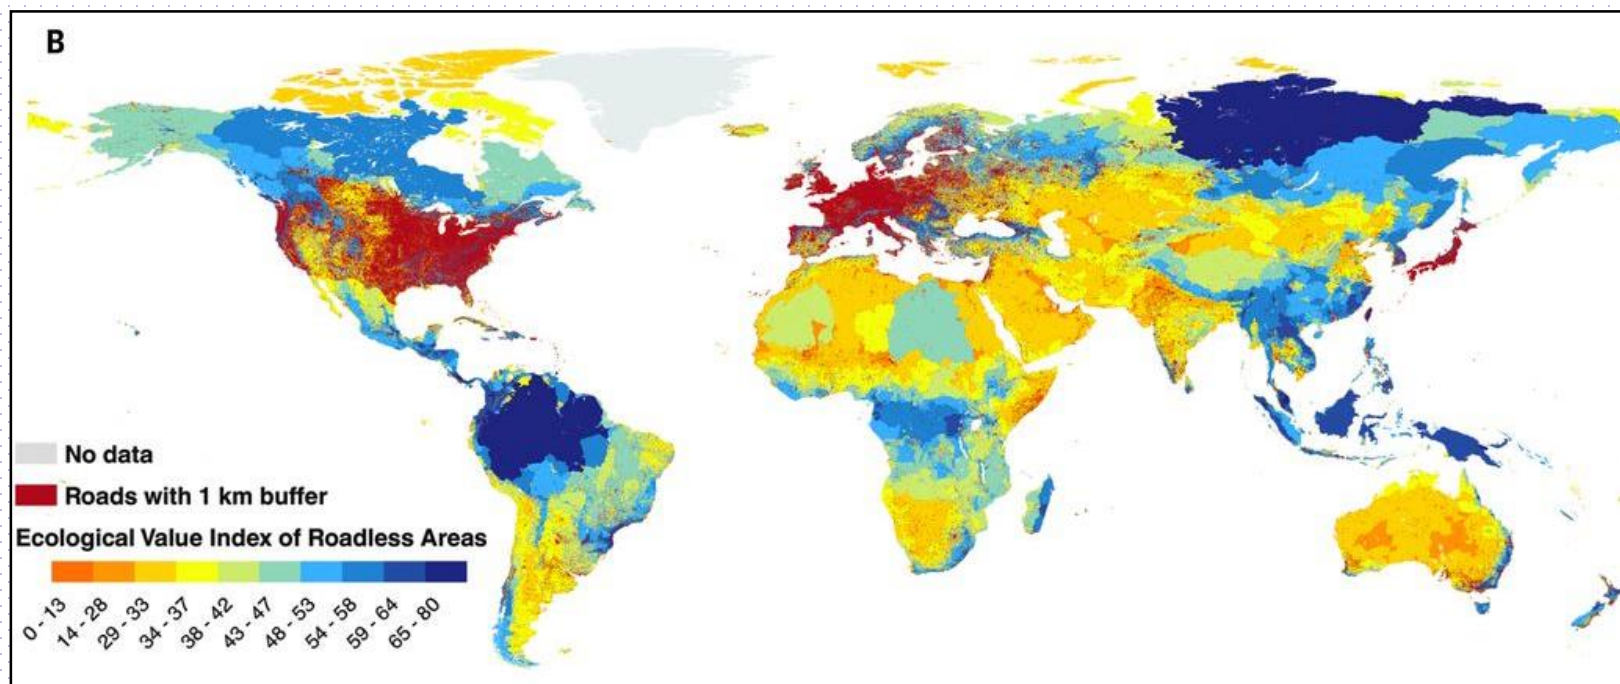 B
No data
Roads with 1 km buffer
Ecological Value Index of Roadless Areas
0 - 13
14 - 28
29 - 33
34 - 37
38 - 42
43 - 47
48 - 53
54 - 58
59 - 64
65 - 80